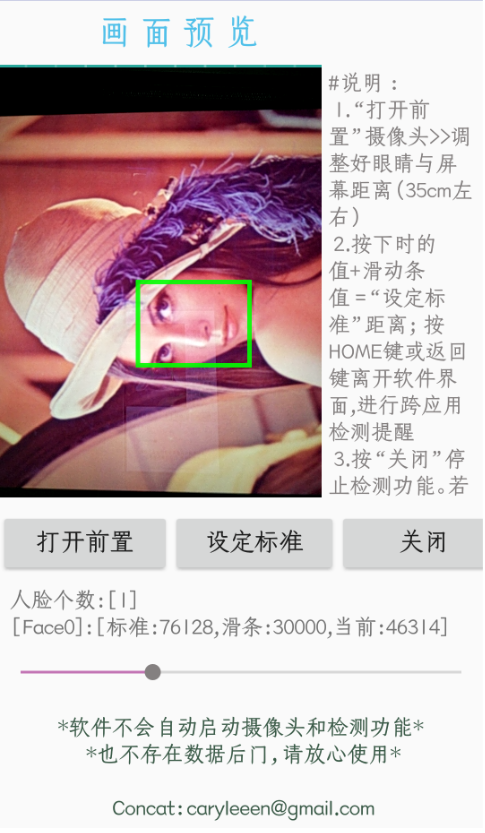 画面预览
#说明：
1.“打开前
置”摄像头>>调
整好眼睛与屏
幕距离(35cm左
右)
2.按下时的
值+滑动条
值=“设定标
准”距离; 按
HOME键或返回
键离开软件界
面,进行跨应用
检测提醒
3.按“关闭”停
止检测功能。若
打开前置
设定标准
关闭
人脸个数:[1]
[Face0]:[标准:76128,滑条:30000,当前:46314]
*软件不会自动启动摄像头和检测功能*
*也不存在数据后门,请放心使用*
Concat:caryleeen@gmail.com